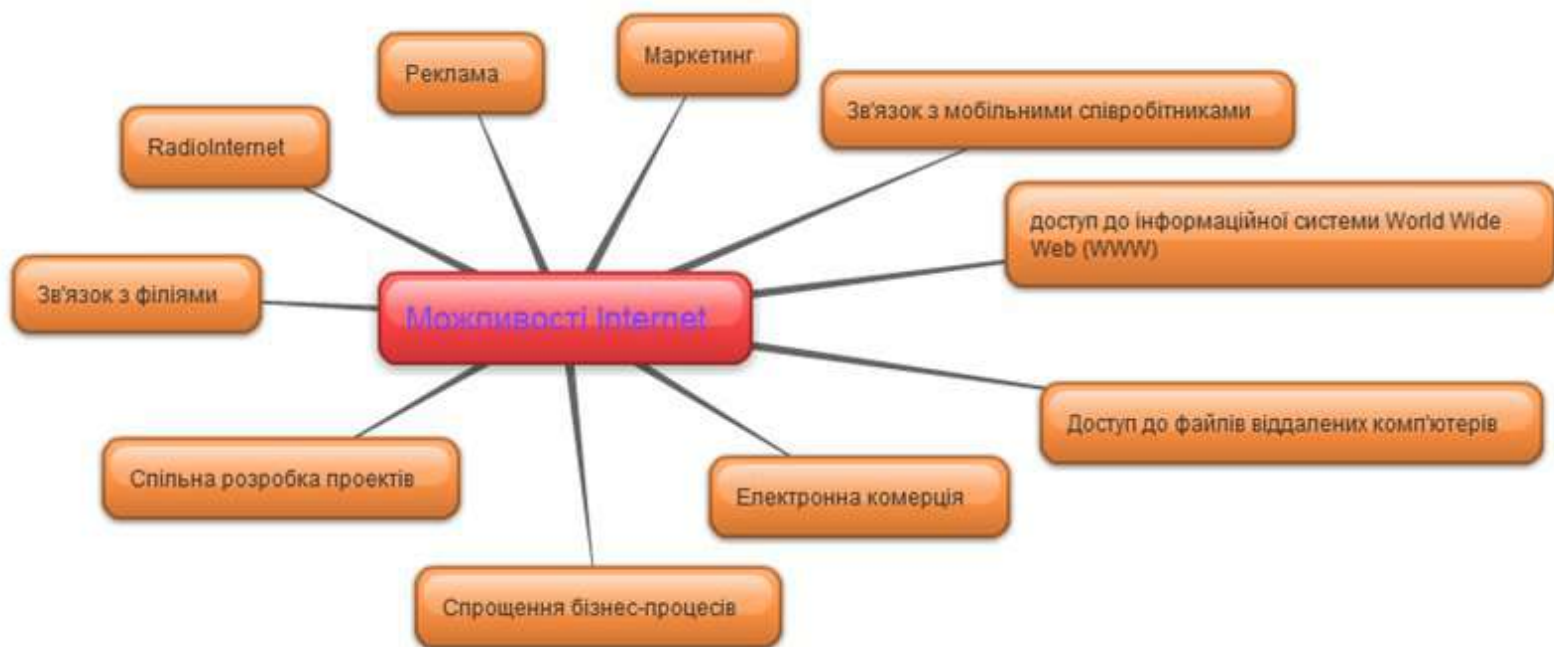 Маркетинг
Реклама
Зв'язок з мобільними співробітниками
RadioInternet
доступ до інформаційної системи World Wide
Web (WWW)
Зв'язок з філіями
Можливості Internet
Доступ до файлів віддалених комп'ютерів
Спільна розробка проектів
Електронна комерція
Спрощення бізнес-процесів